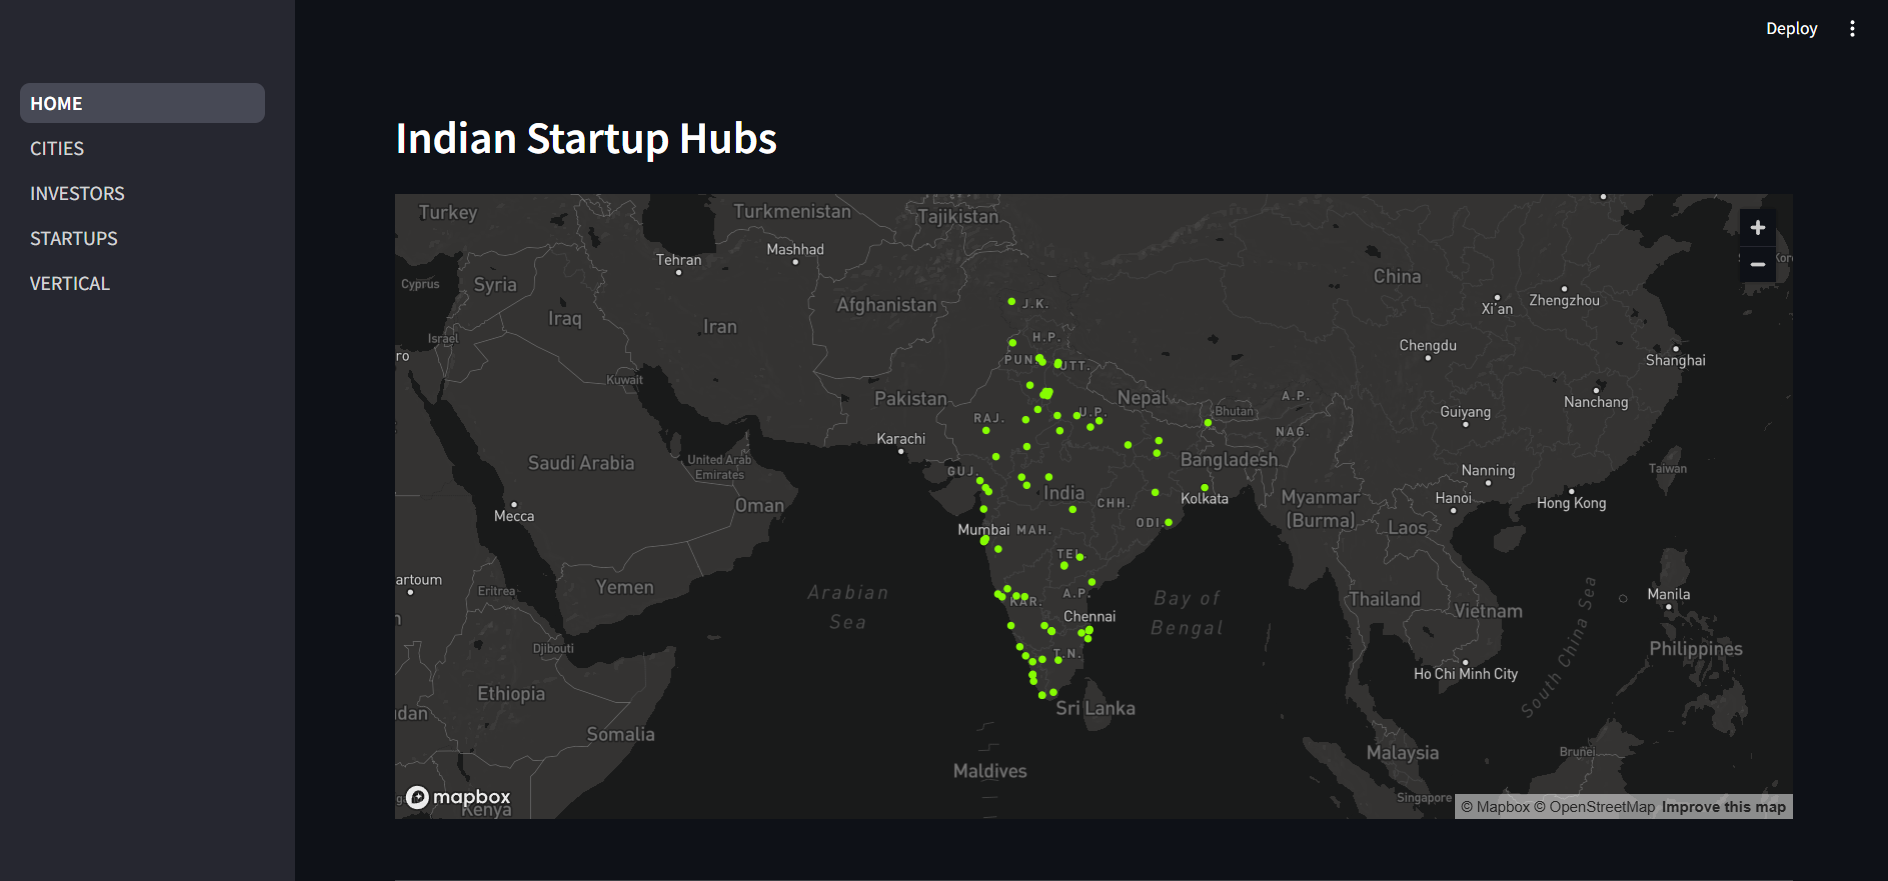 Deploy
HOME
CITIES
INVESTORS
STARTUPS
VERTICAL
Indian Startup Hubs
Turkey
Turkmenistan
Tajikistan
Mashhad
Tehran
Cyprus
Syria
Afghanistan
J.K.
China
Xi'an
Zhengzhou
Iraq
Iran
Israel
H.P.
Chengdu
Shanghai
ro
PUN
UTT.
Kuwait
Pakistan
Nepal
A.P.
Nanchang
Bhutan
Guiyang
RAJ.
U.P.
NAG.
Karachi
Saudi Arabia
United Arab
Emirates
GUJ.
Bangladesh
Nanning
Taiwan
India
Kolkata
Myanmar
(Burma)
Hanoi
Hong Kong
Oman
CHH.
Mecca
ODI.
Laos
Mumbai
MAH.
TEL.
artoum
Eritrea
Yemen
Arabian
Sea
KAR.
A.P.
Bay of
Bengal
Thailand
Vietnam
Manila
Chennai
Djibouti
T.N.
South China Sea
Philippines
Ho Chi Minh City
Ethiopia
dan
Sri Lanka
Somalia
Malaysia
Brunei
Maldives
Singapore
mapbox
Kenya
© Mapbox © OpenStreetMap Improve this map